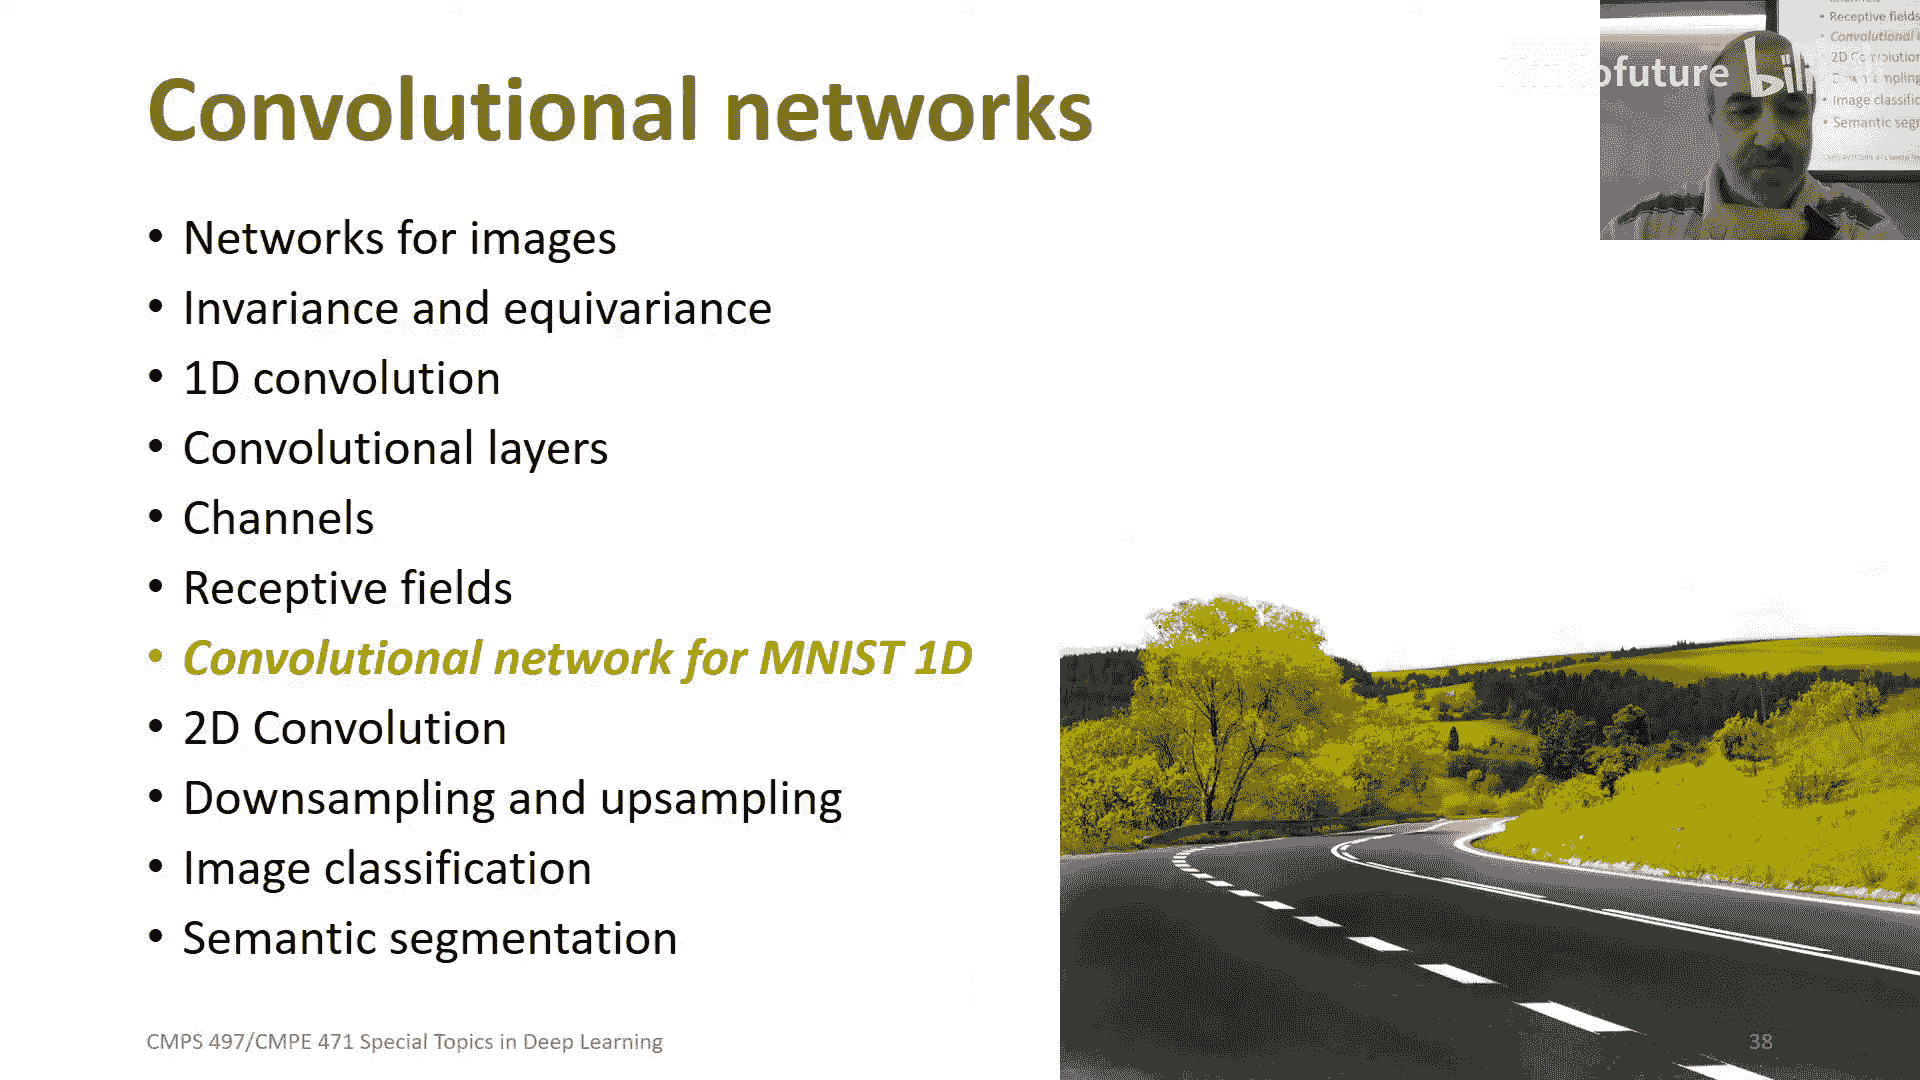 Convolutional networks
• Networks for images
• Invariance and equivariance
• 1D convolution
• Convolutional layers
• Channels
• Receptive fields
• Convolutional network for MNIST 1D
• 2D Convolution
• Downsampling and upsampling
• Image classification
• Semantic segmentation
CMPS 497/CMPE 471 Special Topics in Deep Learning
38
• Receptive fields
• Image classific
• Semantic segr